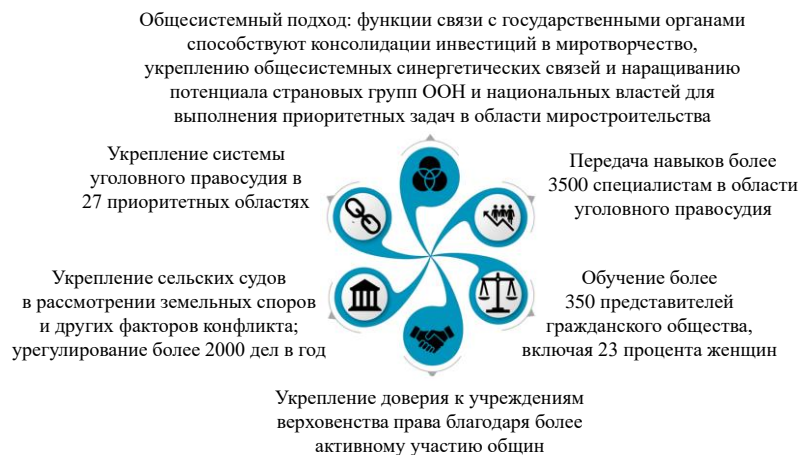 Общесистемный подход: функции связи с государственными органами
способствуют консолидации инвестиций в миротворчество,
укреплению общесистемных синергетических связей и наращиванию
потенциала страновых групп ООН и национальных властей для
выполнения приоритетных задач в области миростроительства
Укрепление системы
уголовного правосудия в
27 приоритетных областях
Передача навыков более
3500 специалистам в области
уголовного правосудия
Укрепление сельских судов
в рассмотрении земельных споров
и других факторов конфликта;
урегулирование более 2000 дел в год
Обучение более
350 представителей
гражданского общества,
включая 23 процента женщин
Укрепление доверия к учреждениям
верховенства права благодаря более
активному участию общин